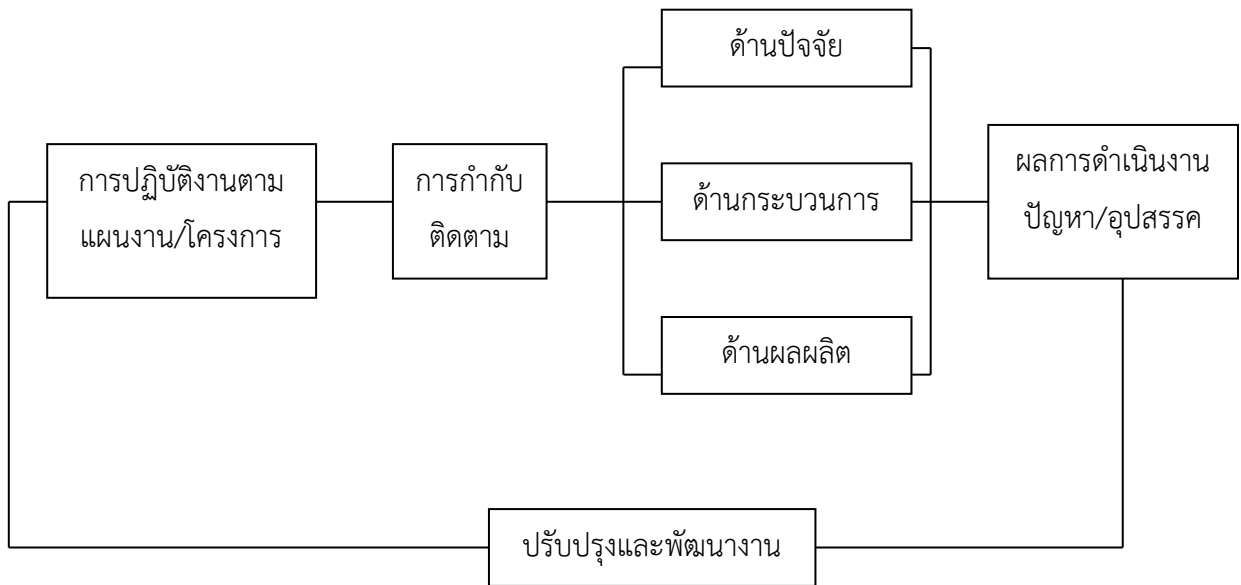 การปฏิบัติงานตาม
แผนงาน/โครงการ
การกำกับ
ติดตาม
ด้านปัจจัย
ด้านกระบวนการ
ด้านผลผลิต
ผลการดำเนินงาน
ปัญหา/อุปสรรค
ปรับปรุงและพัฒนางาน